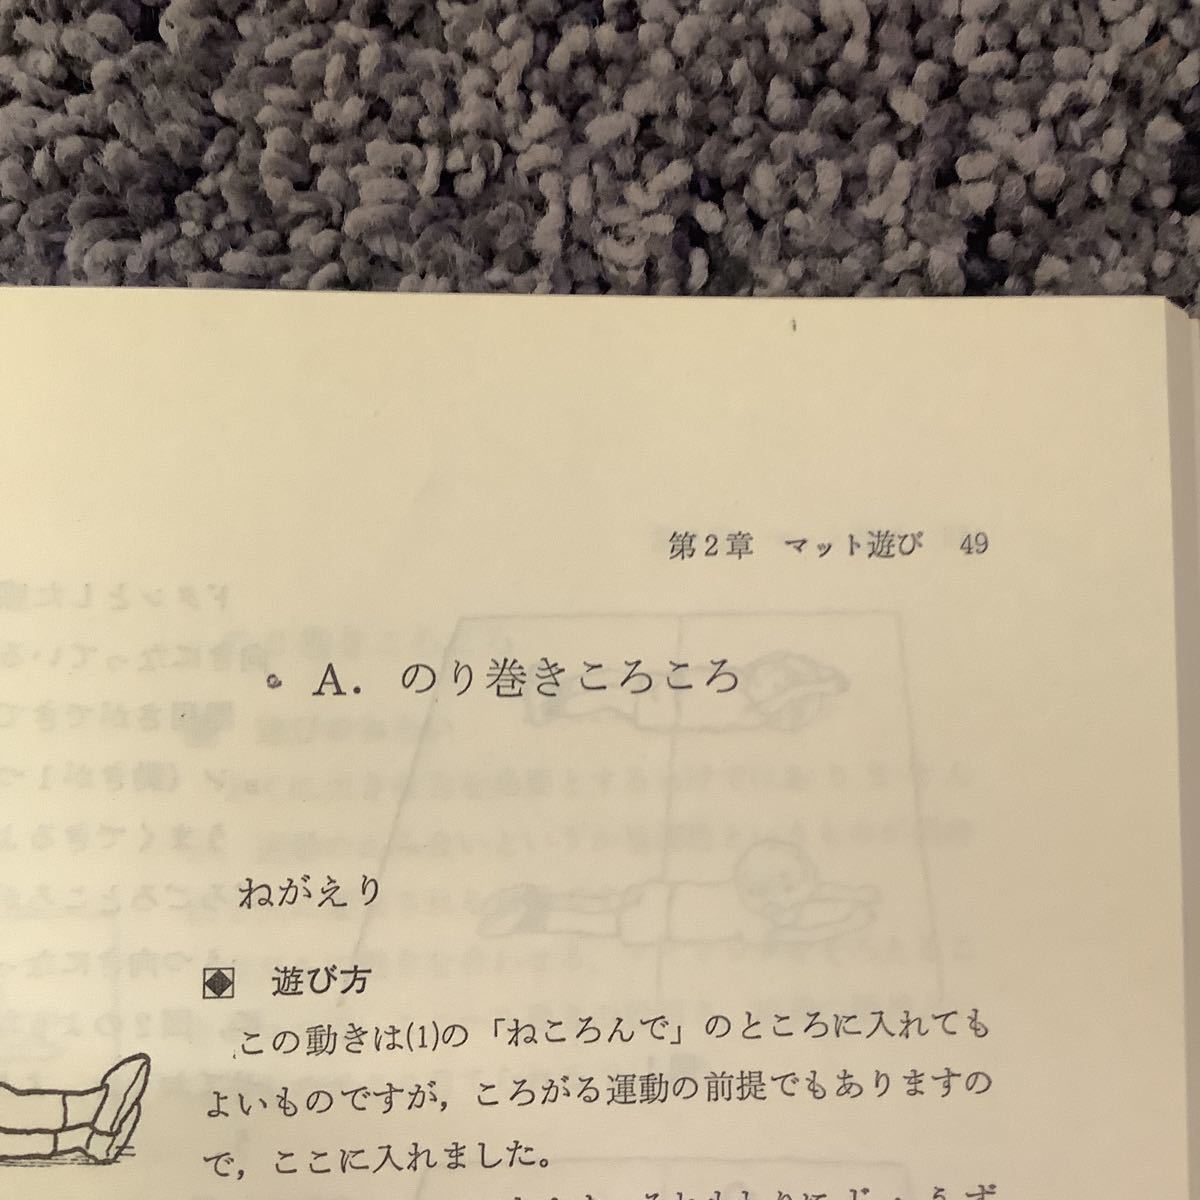 第2章 マット遊び 49
A. のり巻きころころ
ねがえり
遊び方
この動きは(1)の「ねころんで」のところに入れても
よいものですが，ころがる運動の前提でもありますの
で，ここに入れました。